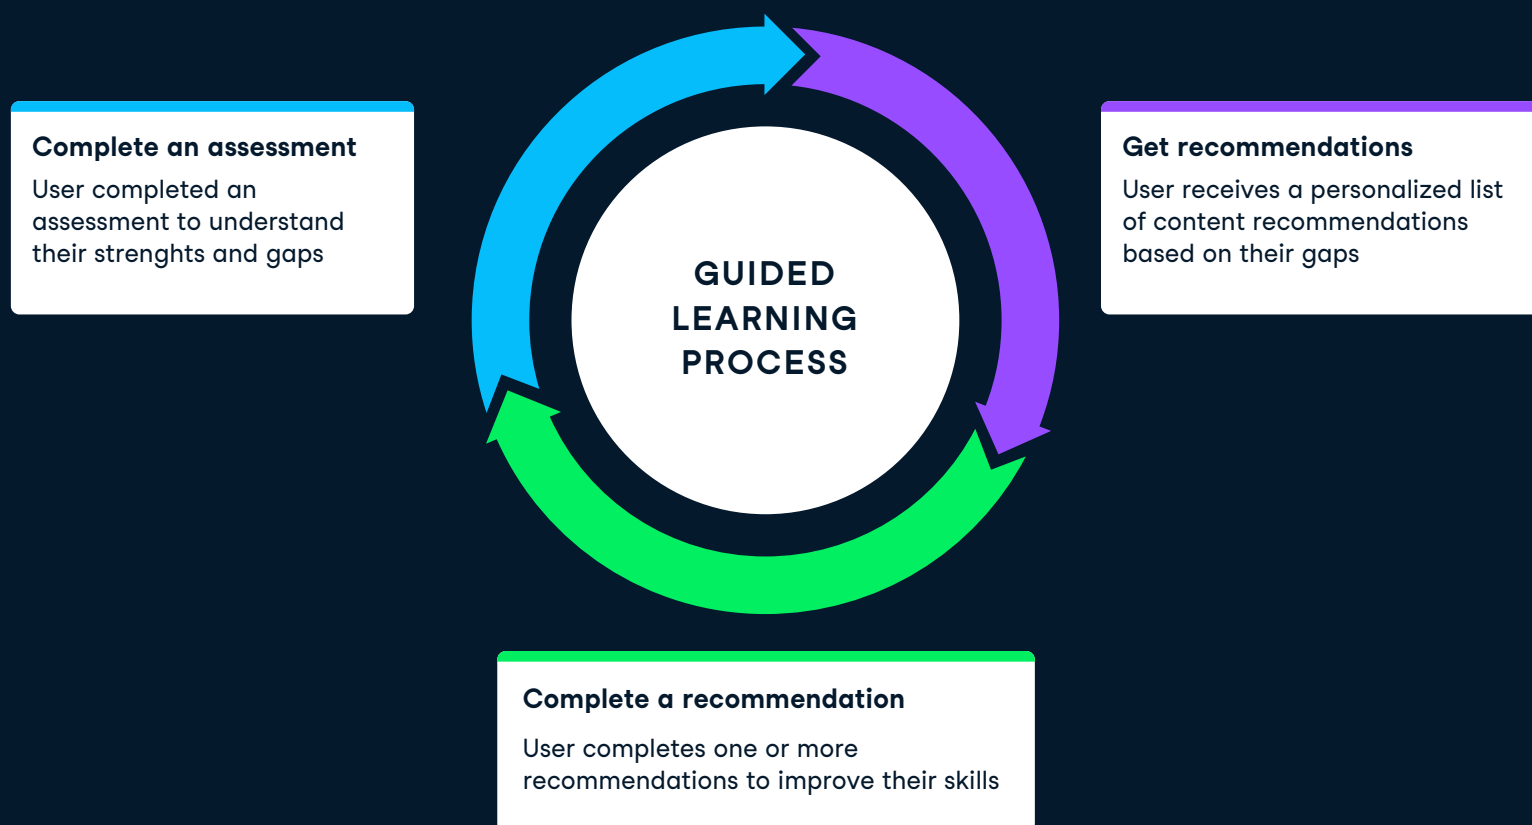 Complete an assessment
User completed an
assessment to understand
their strenghts and gaps
GUIDED
LEARNING
PROCESS
Get recommendations
User receives a personalized list
of content recommendations
based on their gaps
Complete a recommendation
User completes one or more
recommendations to improve their skills